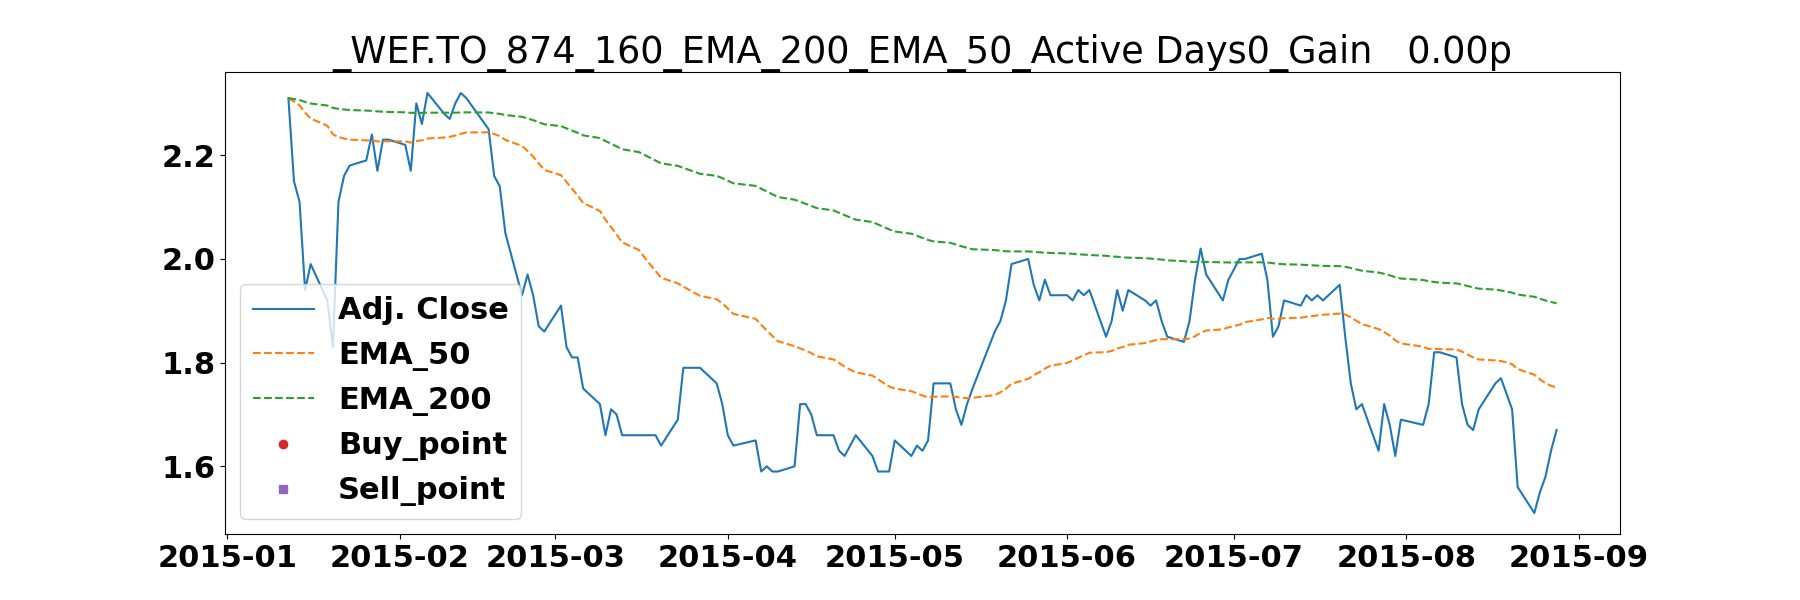 _WEF.TO_874_160_EMA_200_EMA_50_Active Days0_Gain   0.00p
2.2
2.0
1.8
1.6
Adj. Close
EMA_50
EMA_200
Buy_point
Sell_point
2015-01 2015-02 2015-03 2015-04 2015-05 2015-06 2015-07 2015-08 2015-09